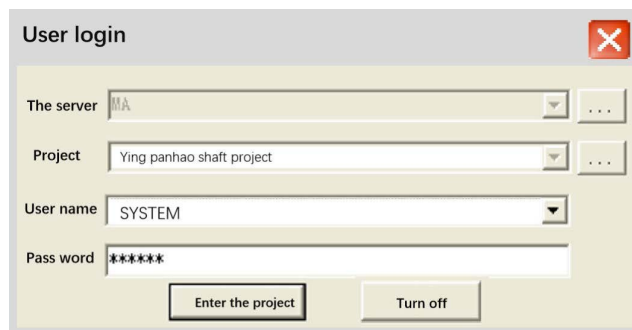 User login
The server MA ...
Project Ying panhao shaft project ...
User name SYSTEM
Pass word ******
Enter the project Turn off